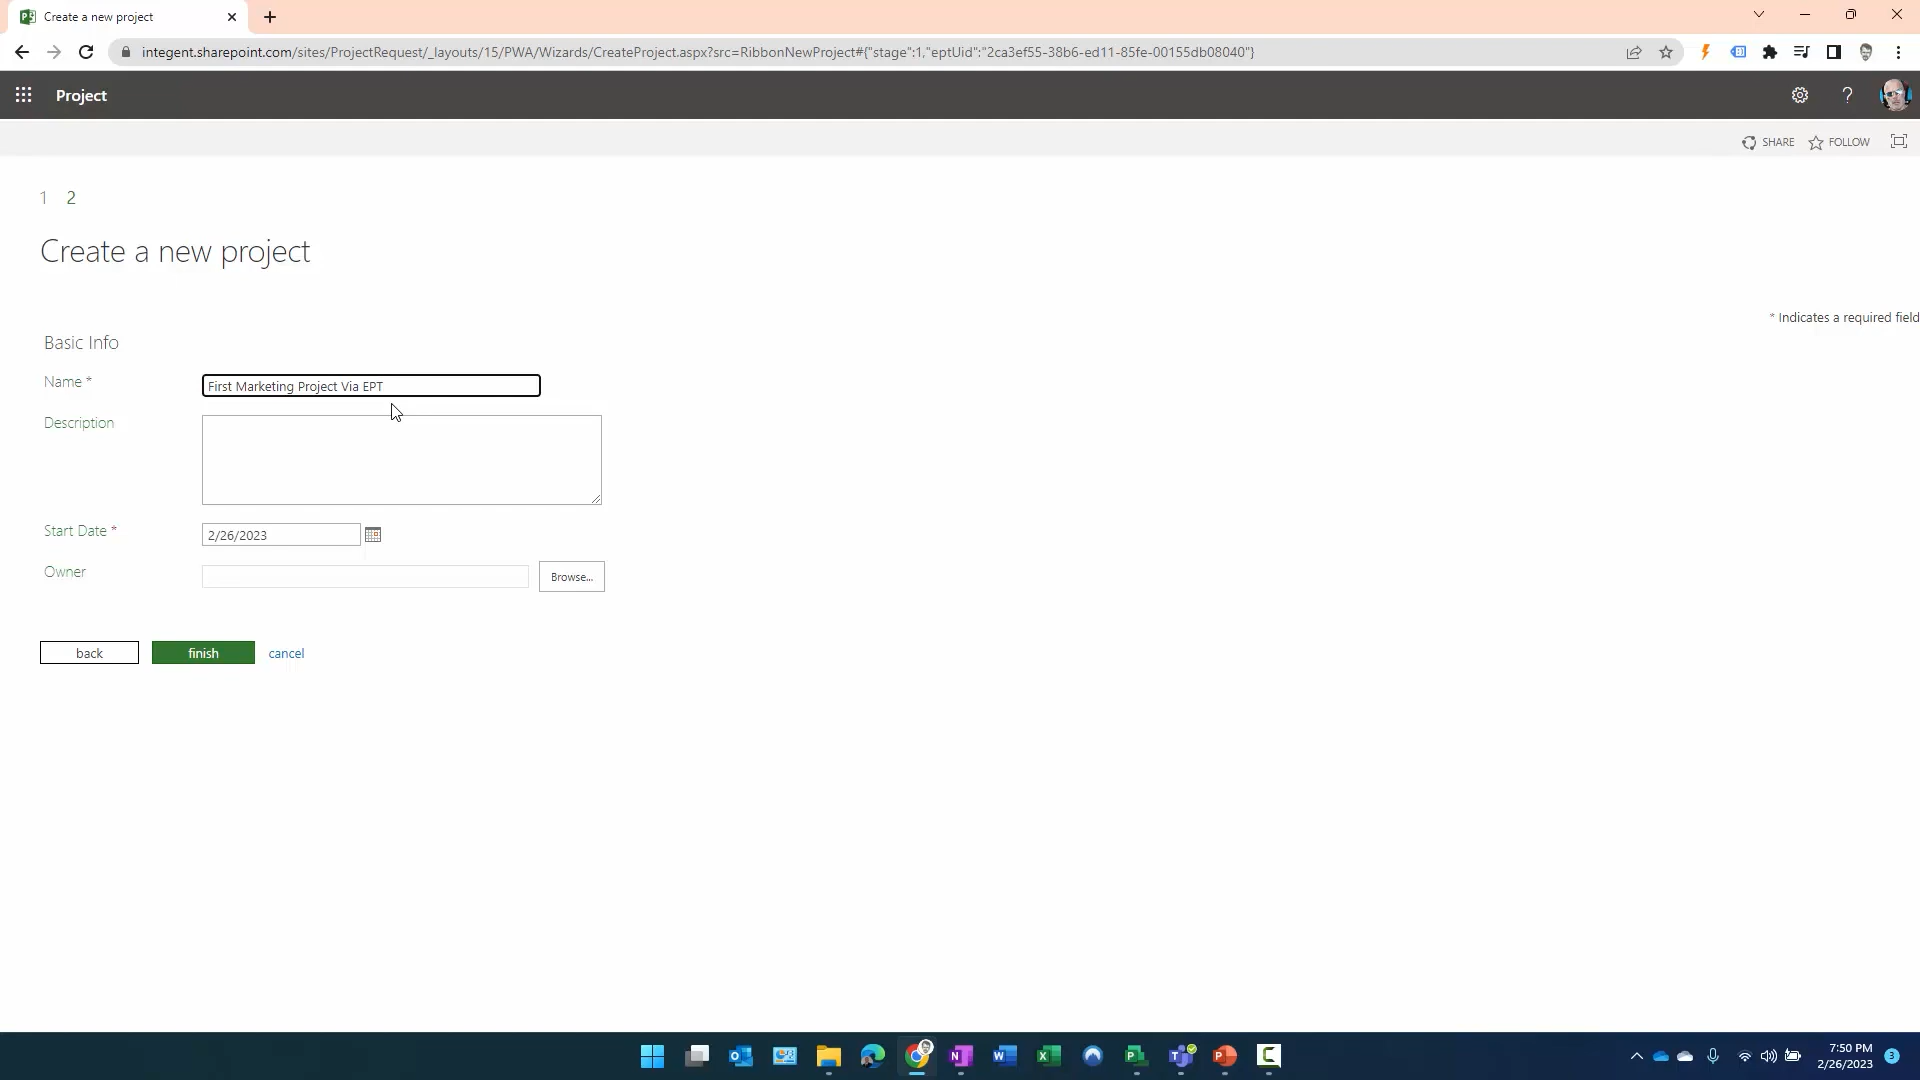 Create a new project
integent.sharepoint.com/sites/ProjectRequest/_layouts/15/PWA/Wizards/CreateProject.aspx?src=RibbonNewProject#{"stage":1,"eptUid":"2ca3ef55-38b6-ed11-85fe-00155db08040"}
Project
?
SHARE FOLLOW
1 2
Create a new project
* Indicates a required field
Basic Info
Name *
First Marketing Project Via EPT
Description
Start Date *
2/26/2023
Owner
Browse...
back finish cancel
7:50 PM
2/26/2023
3